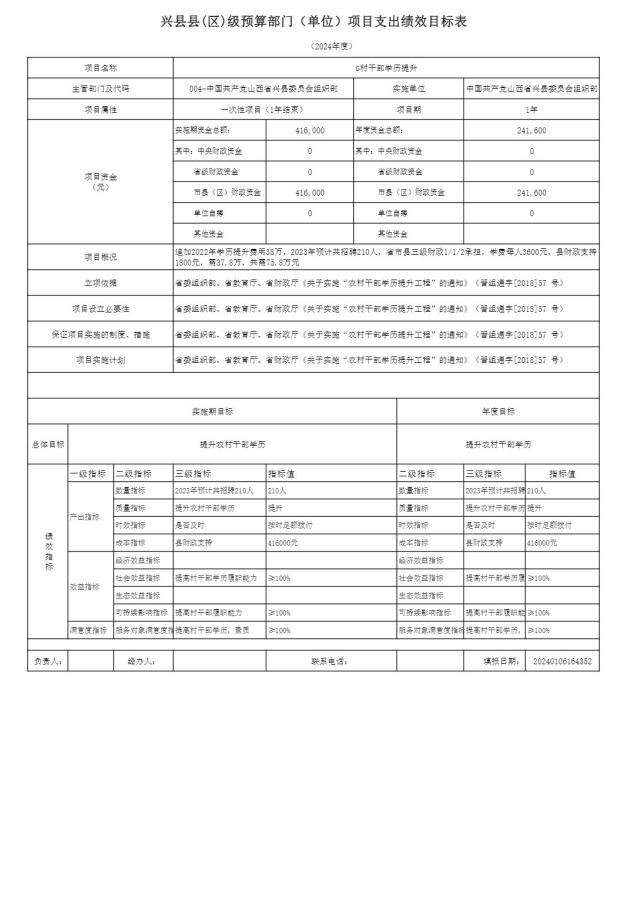 兴县县(区)级预算部门（单位）项目支出绩效目标表
（2024年度）
项目名称 G村干部学历提升
主管部门及代码 004-中国共产党山西省兴县委员会组织部 实施单位 中国共产党山西省兴县委员会组织部
项目属性 一次性项目（1年结束） 项目期 1年
项目资金（元） 实施期资金总额： 416,000 年度资金总额： 241,600
其中：中央财政资金 0 其中：中央财政资金 0
省级财政资金 0 省级财政资金 0
市县（区）财政资金 416,000 市县（区）财政资金 241,600
单位自筹 0 单位自筹 0
其他资金 其他资金
项目概况 追加2022年学历提升费用38万，2023年预计共招聘210人，省市县三级财政1/1/2承担，学费每人3600元，县财政支持
1800元，需37.8万，共需75.8万元
立项依据 省委组织部、省教育厅、省财政厅《关于实施“农村干部学历提升工程”的通知》（晋组通字[2018]57 号）
项目设立必要性 省委组织部、省教育厅、省财政厅《关于实施“农村干部学历提升工程”的通知》（晋组通字[2018]57 号）
保证项目实施的制度、措施 省委组织部、省教育厅、省财政厅《关于实施“农村干部学历提升工程”的通知》（晋组通字[2018]57 号）
项目实施计划 省委组织部、省教育厅、省财政厅《关于实施“农村干部学历提升工程”的通知》（晋组通字[2018]57 号）
实施期目标 年度目标
总体目标 提升农村干部学历 提升农村干部学历
绩效指标 一级指标 二级指标 三级指标 指标值 二级指标 三级指标 指标值
产出指标 数量指标 2023年预计共招聘210人 210人 数量指标 2023年预计共招聘 210人
质量指标 提升农村干部学历 提升 质量指标 提升农村干部学历 提升
时效指标 是否及时 按时足额拨付 时效指标 是否及时 按时足额拨付
成本指标 县财政支持 416000元 成本指标 县财政支持 416000元
效益指标 经济效益指标 经济效益指标
社会效益指标 提高村干部学历履职能力 ≥100% 社会效益指标 提高村干部学历履 ≥100%
生态效益指标 生态效益指标
可持续影响指标 提高村干部履职能力 ≥100% 可持续影响指标 提高村干部履职能 ≥100%
满意度指标 服务对象满意度指 提高村干部学历，素质 ≥100% 服务对象满意度指标 提高村干部学历， ≥100%
负责人： 经办人： 联系电话： 填报日期： 20240106164352